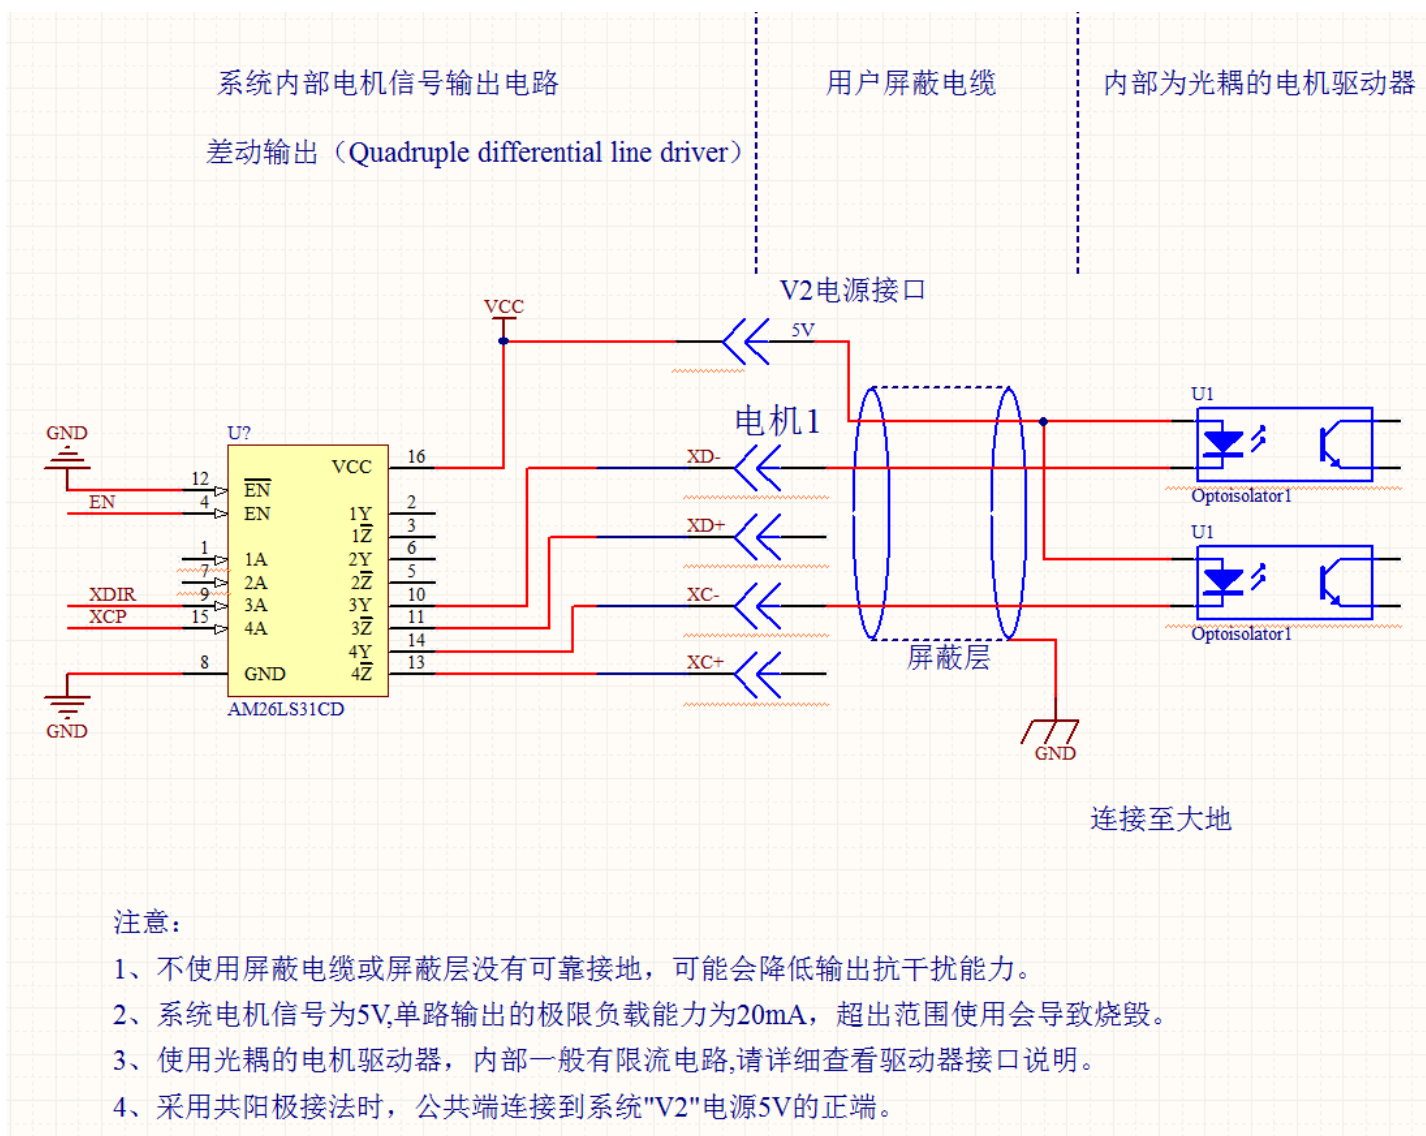 系统内部电机信号输出电路
用户屏蔽电缆
内部为光耦的电机驱动器
差动输出（Quadruple differential line driver）
V2电源接口
VCC
5V
电机1
U1
GND
U?
VCC
16
XD-
12
EN
Optoisolator1
EN
4
EN
1Y
2
XD+
1Z
3
U1
1
1A
2Y
6
7
2A
2Z
5
XDIR
9
3A
3Y
10
XC-
XCP
15
4A
3Z
11
Optoisolator1
4Y
14
屏蔽层
8
GND
4Z
13
XC+
AM26LS31CD
GND
GND
连接至大地
注意：
1、不使用屏蔽电缆或屏蔽层没有可靠接地，可能会降低输出抗干扰能力。
2、系统电机信号为5V,单路输出的极限负载能力为20mA，超出范围使用会导致烧毁。
3、使用光耦的电机驱动器，内部一般有限流电路,请详细查看驱动器接口说明。
4、采用共阳极接法时，公共端连接到系统"V2"电源5V的正端。